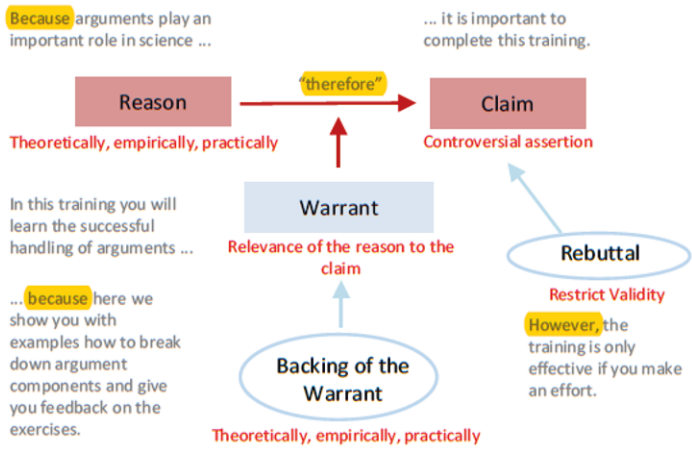 Because arguments play an
important role in science ...
... it is important to
complete this training.
"therefore"
Reason
Claim
Theoretically, empirically, practically
Controversial assertion
In this training you will
learn the successful
handling of arguments ...
Warrant
Relevance of the reason to the
claim
Rebuttal
Restrict Validity
... because here we
show you with
examples how to break
down argument
components and give
you feedback on the
exercises.
However, the
training is only
effective if you make
an effort.
Backing of the
Warrant
Theoretically, empirically, practically